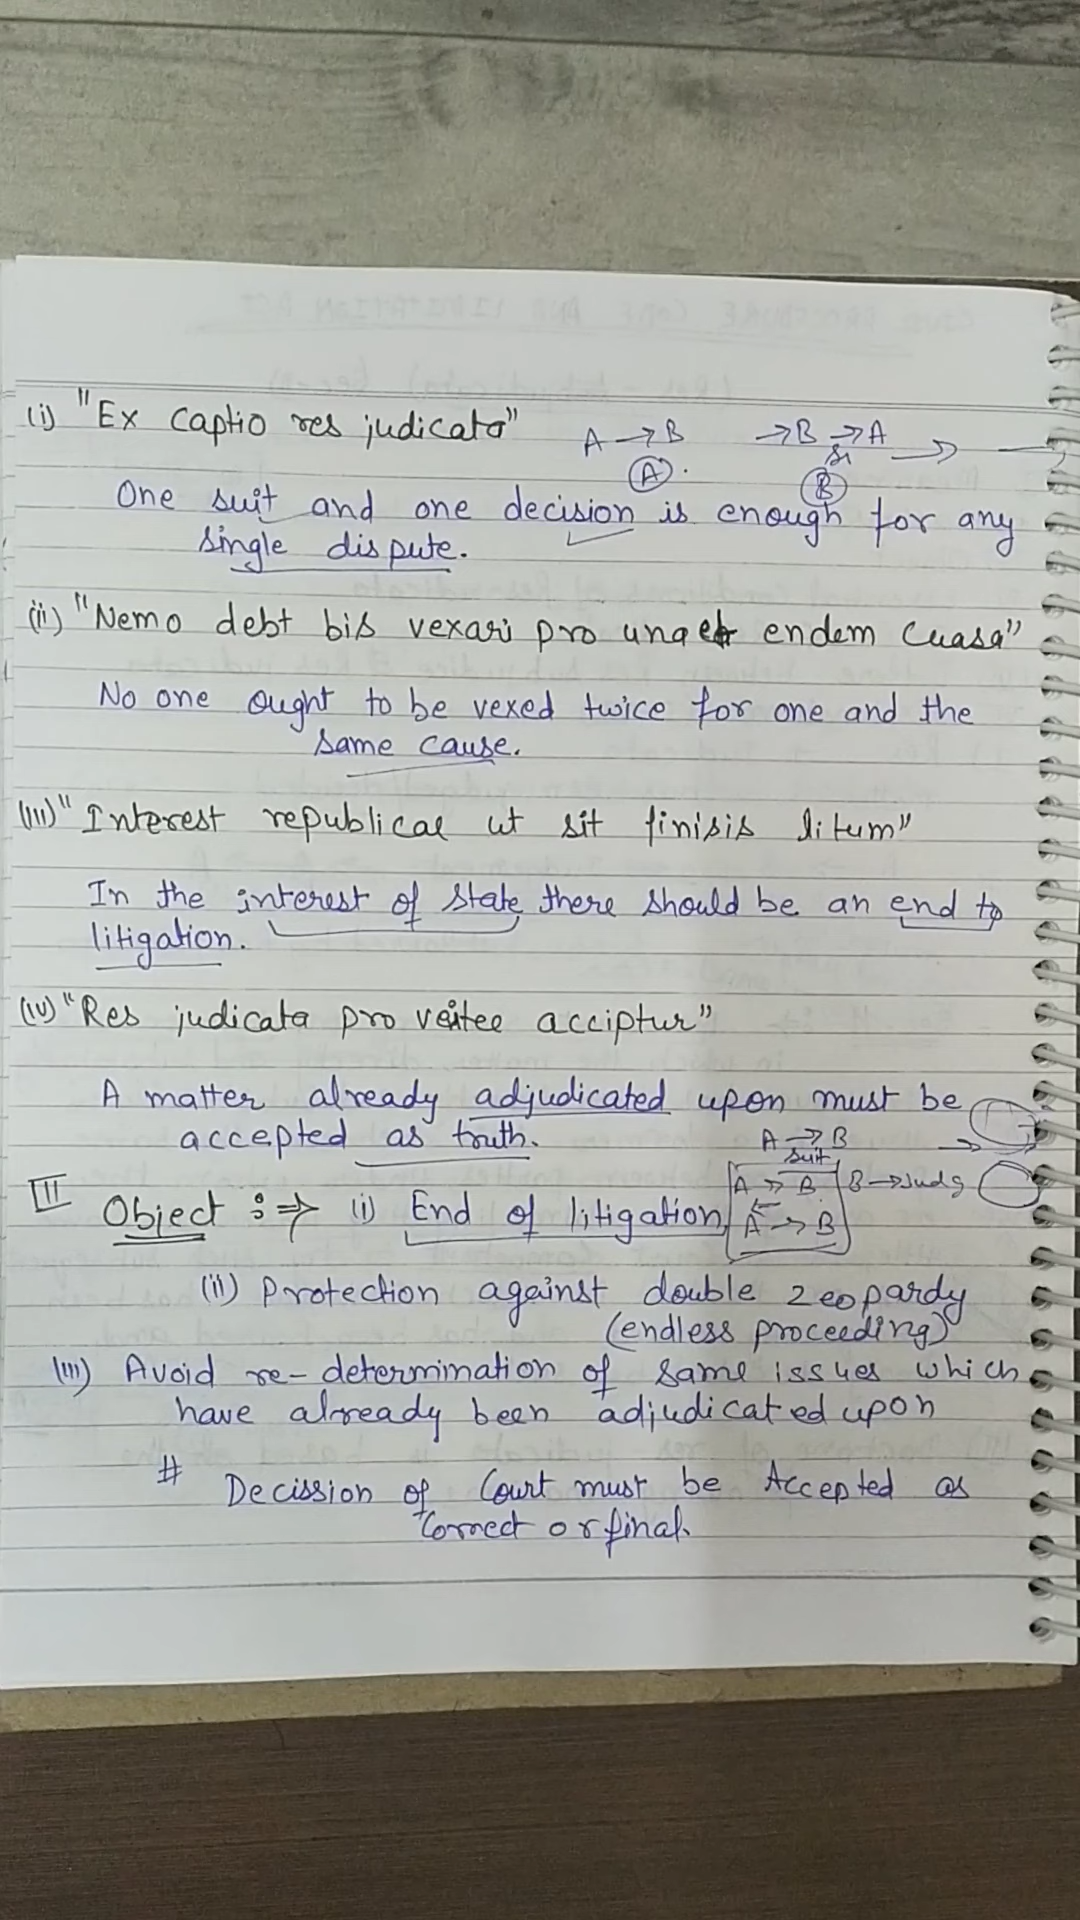 (i) "Ex Captio res judicata" A → B → B → A
(A) . (B)
One suit and one decision is enough for any
single dispute.
(ii) "Nemo debt bis vexari pro una et endem Cuasa"
No one ought to be vexed twice for one and the
same cause.
(III) "Interest republicae ut sit finisis litum"
In the interest of state there should be an end to
litigation.
(IV) "Res judicata pro acciptur"
A matter already adjudicated upon must be
accepted as truth.
A → B
suit
II Object :⇒ (i) End of litigation, A → B B → Judg
A → B
(ii) Protection against double zeopardy
(endless proceeding)
(III) Avoid re-determination of same issues which
have already been adjudicated upon
# Decission of Court must be Accepted as
Correct or final.